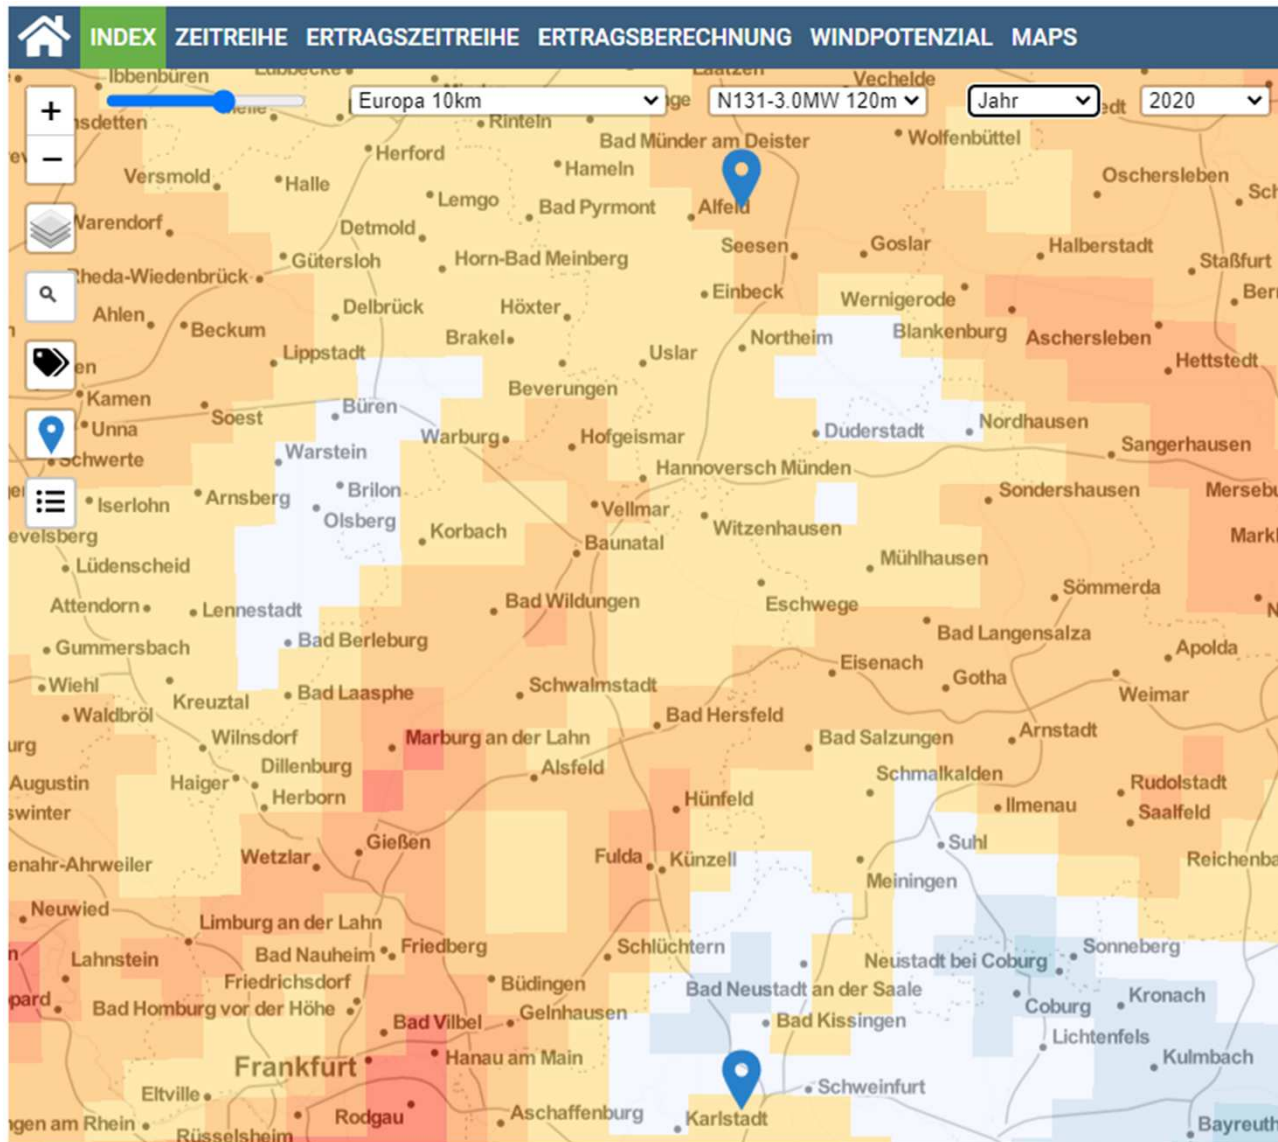 INDEX ZEITREIHE ERTRAGSZEITREIHE ERTRAGSBERECHNUNG WINDPOTENZIAL MAPS
Ibbenbüren
Vechelde
+ Europa 10km N131-3.0MW 120m Jahr 2020
nsdetten Rinteln
−
Bad Münder am Deister Wolfenbüttel
Herford
Hameln
Versmold Halle Oschersleben
Lemgo Bad Pyrmont Alfeld
Warendorf Detmold
Seesen Goslar Halberstadt
Gütersloh Horn-Bad Meinberg Staßfurt
Rheda-Wiedenbrück
Einbeck Wernigerode
Ahlen Beckum Delbrück Höxter
Brakel Northeim Blankenburg Aschersleben
Lippstadt Uslar Hettstedt
Beverungen
Kamen Büren
Soest
Unna Warburg Hofgeismar Duderstadt Nordhausen
Warstein Sangerhausen
Schwerte
Hannoversch Münden
Brilon Sondershausen
Iserlohn Arnsberg
Olsberg Vellmar
Korbach Baunatal Witzenhausen
evelsberg
Lüdenscheid Mühlhausen
Sömmerda
Attendorn Lennestadt Bad Wildungen Eschwege
Bad Langensalza
Gummersbach Bad Berleburg Apolda
Eisenach
Wiehl Gotha
Kreuztal Bad Laasphe Schwalmstadt Weimar
Waldbröl Bad Hersfeld
Wilnsdorf Marburg an der Lahn Bad Salzungen Arnstadt
Dillenburg Alsfeld
Augustin Haiger Schmalkalden Rudolstadt
Herborn Hünfeld Ilmenau Saalfeld
swinter
Gießen Suhl
Wetzlar Fulda Künzell
enahr-Ahrweiler Reichenba
Meiningen
Neuwied
Limburg an der Lahn
Lahnstein Bad Nauheim Friedberg Schlüchtern Sonneberg
Neustadt bei Coburg
Friedrichsdorf Büdingen Bad Neustadt an der Saale
Bad Homburg vor der Höhe Kronach
Gelnhausen Coburg
Bad Vilbel Bad Kissingen
Lichtenfels
Frankfurt Hanau am Main Kulmbach
Schweinfurt
Eltville
Rodgau Aschaffenburg Karlstadt
ngen am Rhein Bayreuth
Rüsselsheim